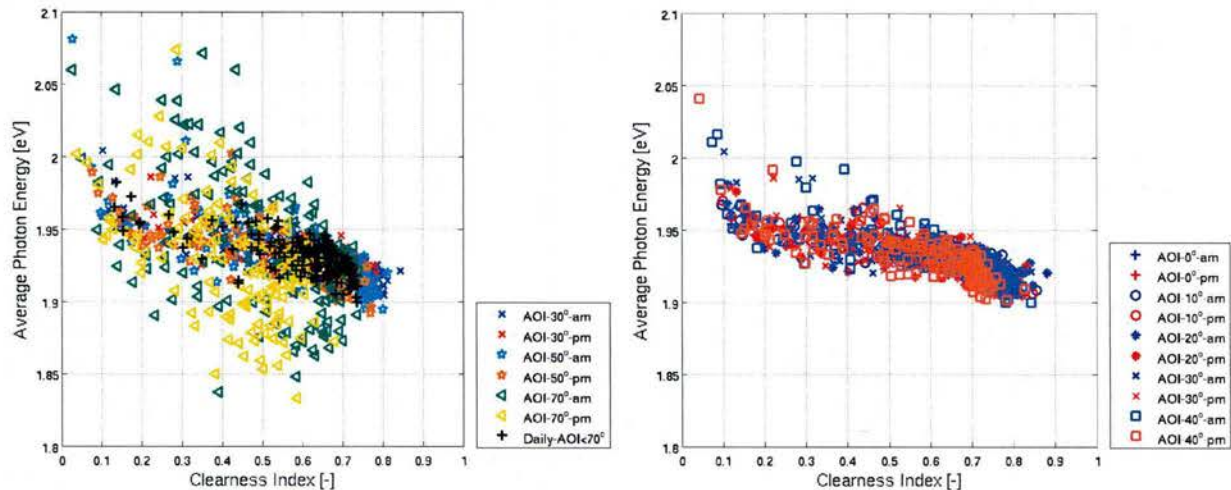 2.1
2.05
2
1.95
1.9
1.85
1.8
Average Photon Energy [eV]
0 0.1 0.2 0.3 0.4 0.5 0.6 0.7 0.8 0.9 1
Clearness Index [-]
AOI-30°-am
AOI-30°-pm
AOI-50°-am
AOI-50°-pm
AOI-70°-am
AOI-70°-pm
Daily-AOI<70°
2.1
2.05
2
1.95
1.9
1.85
1.8
Average Photon Energy [eV]
0 0.1 0.2 0.3 0.4 0.5 0.6 0.7 0.8 0.9 1
Clearness Index [-]
AOI-0°-am
AOI-0°-pm
AOI-10°-am
AOI-10°-pm
AOI-20°-am
AOI-20°-pm
AOI-30°-am
AOI-30°-pm
AOI-40°-am
AOI-40°-pm